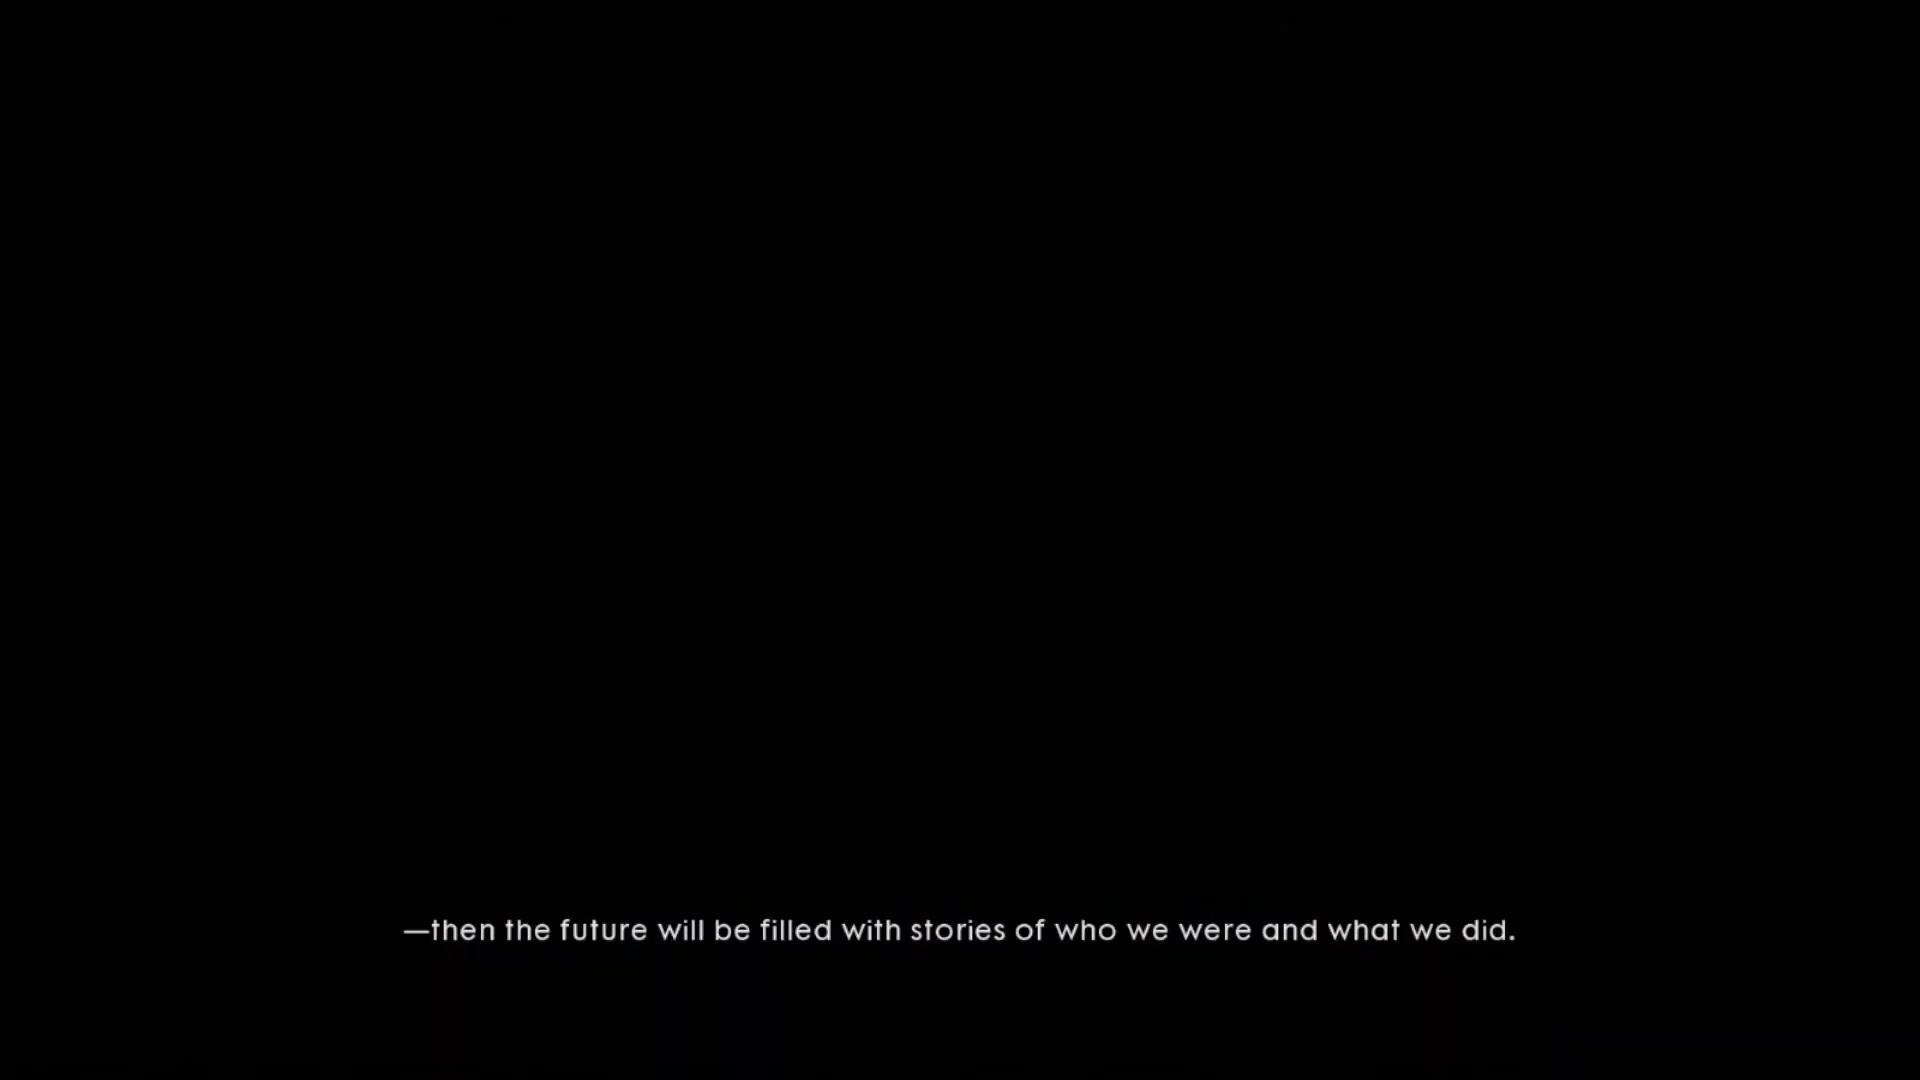 —then the future will be filled with stories of who we were and what we did.